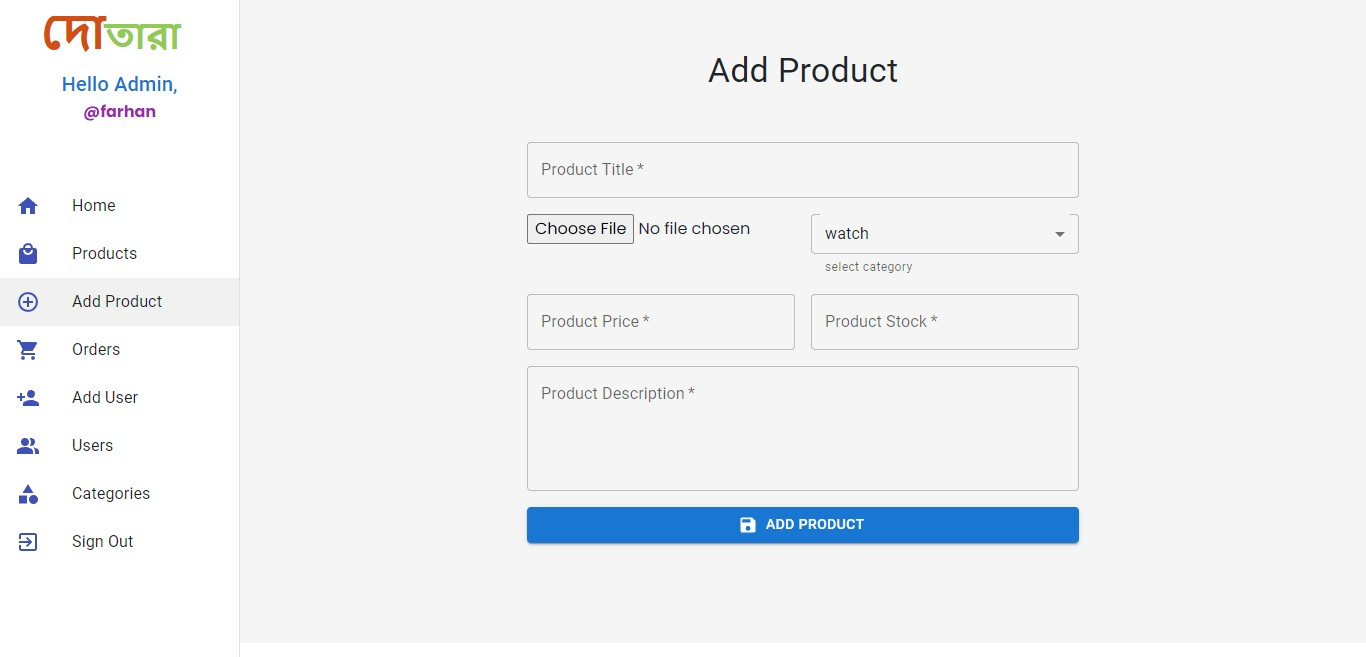 দোতারা
Hello Admin,
@farhan
Home
Products
Add Product
Orders
Add User
Users
Categories
Sign Out
Add Product
Product Title *
Choose File No file chosen
watch
select category
Product Price *
Product Stock *
Product Description *
ADD PRODUCT